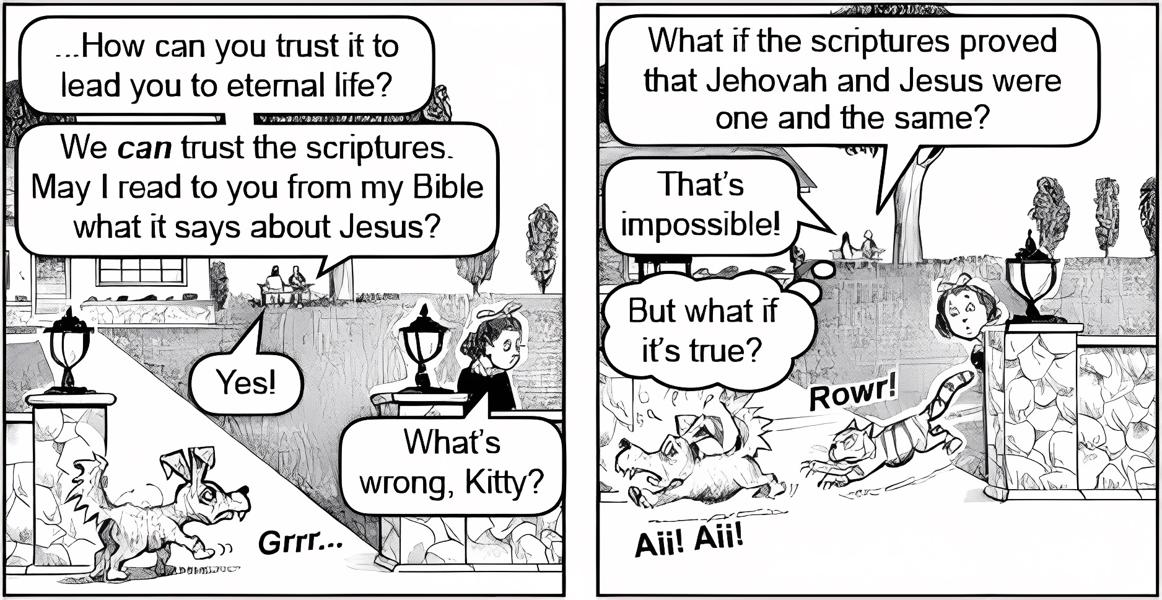 ...How can you trust it to
lead you to eternal life?
We can trust the scriptures.
May I read to you from my Bible
what it says about Jesus?
Yes!
What's
wrong, Kitty?
Grrr...
What if the scriptures proved
that Jehovah and Jesus were
one and the same?
That's
impossible!
But what if
it's true?
Rowr!
Aii! Aii!